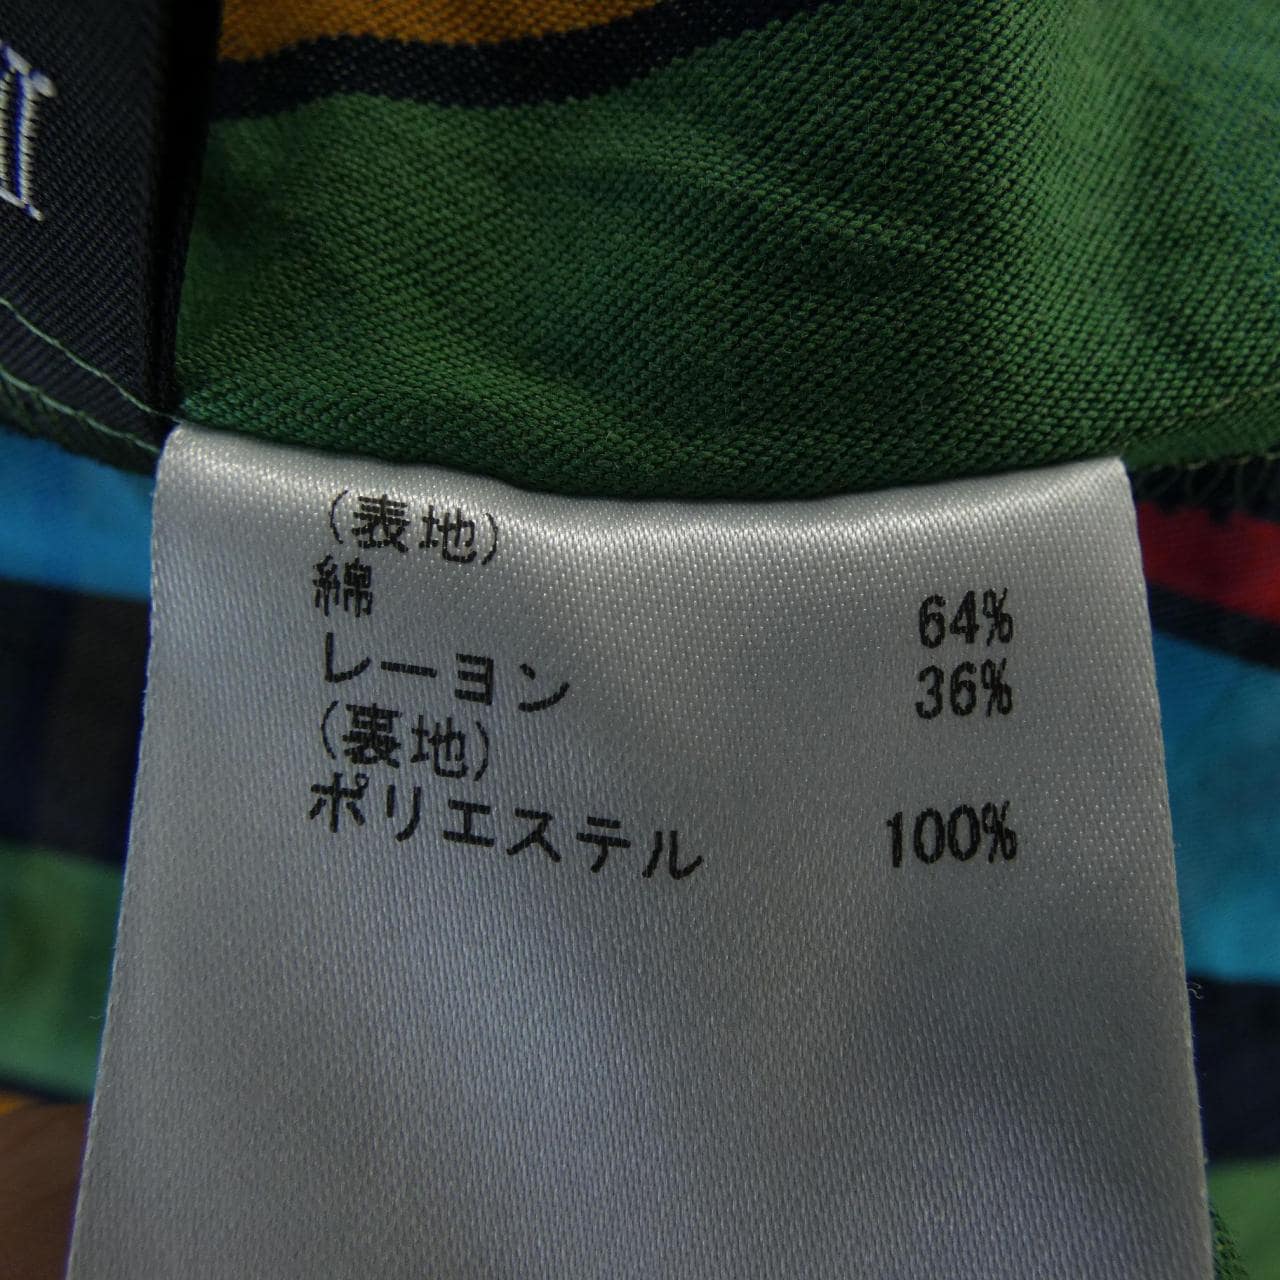 (表地)
綿 64%
レーヨン 36%
(裏地)
ポリエステル 100%